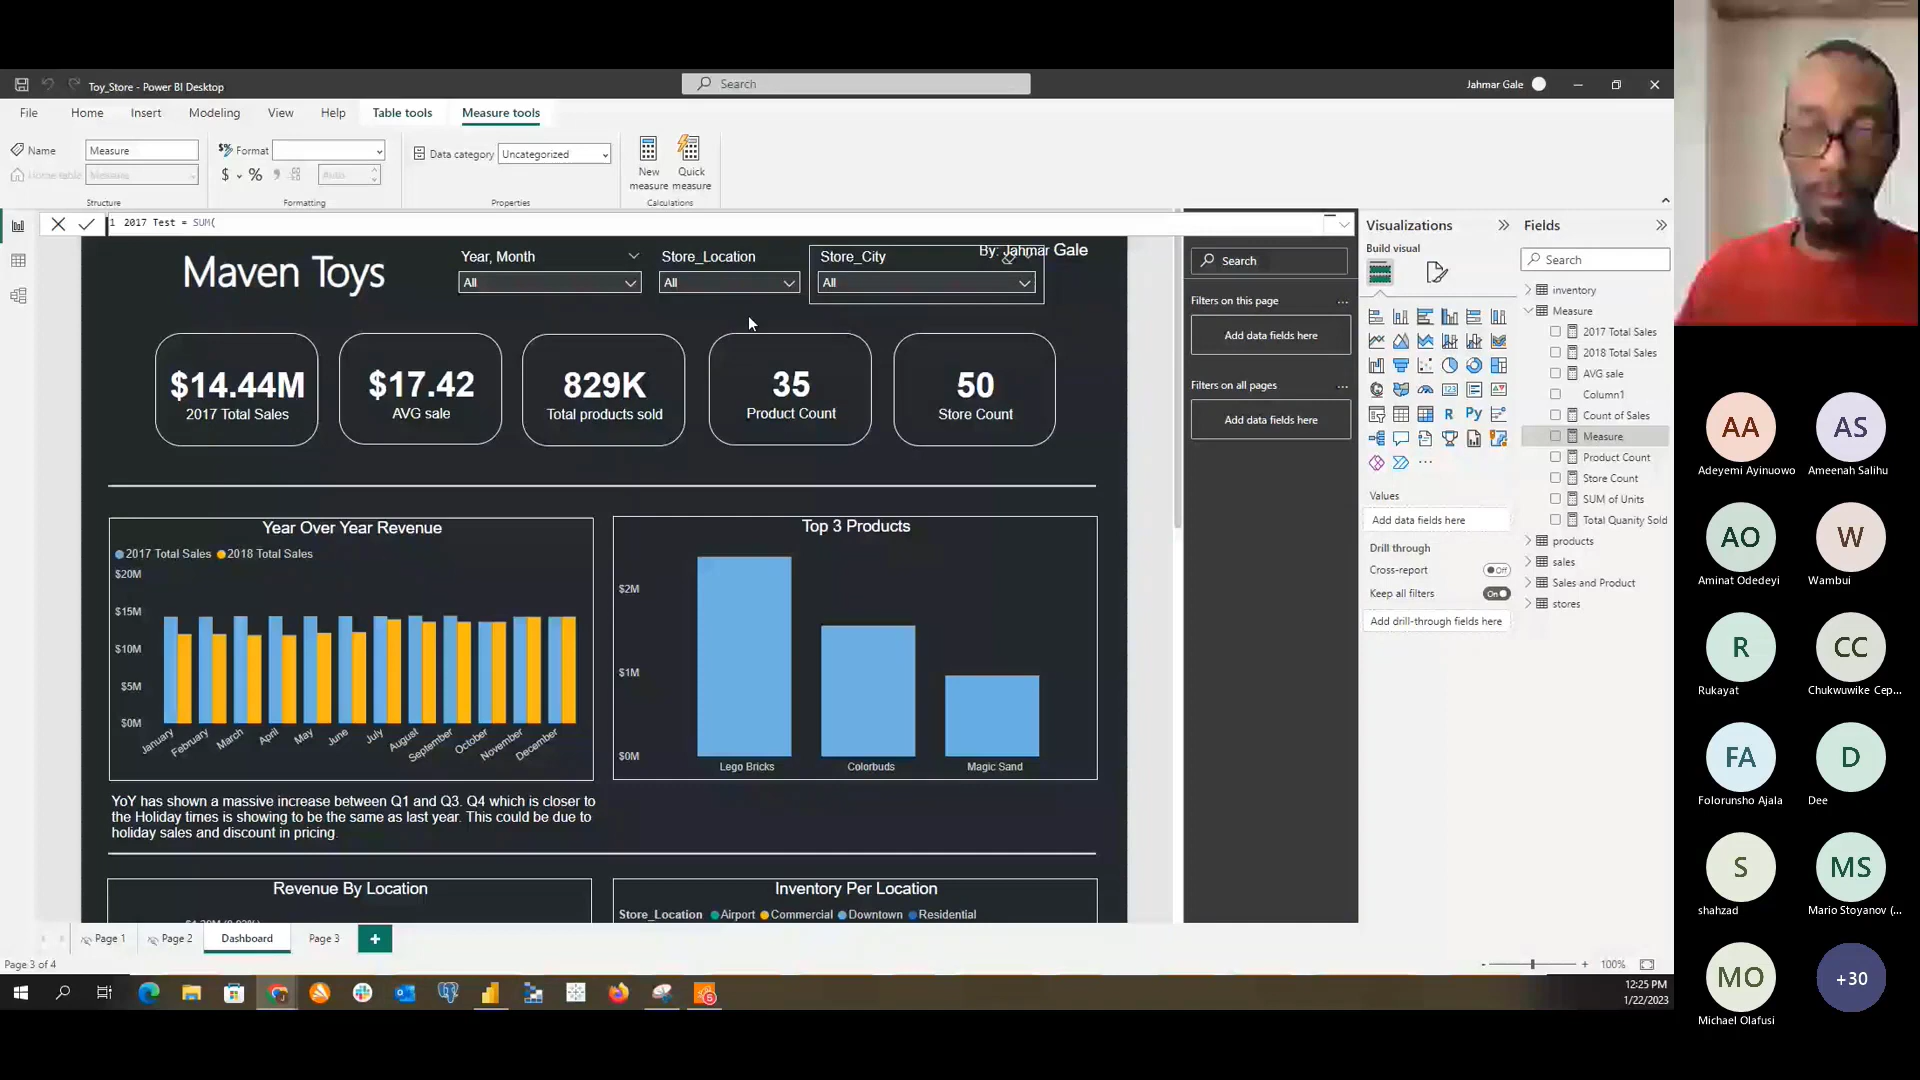 Toy_Store - Power BI Desktop
Search
Jahmar Gale
File Home Insert Modeling View Help Table tools Measure tools
Name Measure
Format
Data category Uncategorized
Home table Measure
$ % Auto
New measure
Quick measure
Structure
Formatting
Properties
Calculations
1 2017 Test = SUM(
Maven Toys
Year, Month
All
Store_Location
All
Store_City
All
By: Jahmar Gale
$14.44M
2017 Total Sales
$17.42
AVG sale
829K
Total products sold
35
Product Count
50
Store Count
Year Over Year Revenue
2017 Total Sales 2018 Total Sales
$20M
$15M
$10M
$5M
$0M
January February March April May June July August September October November December
YoY has shown a massive increase between Q1 and Q3. Q4 which is closer to
the Holiday times is showing to be the same as last year. This could be due to
holiday sales and discount in pricing.
Top 3 Products
$2M
$1M
$0M
Lego Bricks Colorbuds Magic Sand
Revenue By Location
Inventory Per Location
Store_Location Airport Commercial Downtown Residential
Search
Filters on this page
Add data fields here
Filters on all pages
Add data fields here
Visualizations
Build visual
R Py
Values
Add data fields here
Drill through
Cross-report Off
Keep all filters On
Add drill-through fields here
Fields
Search
inventory
Measure
2017 Total Sales
2018 Total Sales
AVG sale
Column1
Count of Sales
Measure
Product Count
Store Count
SUM of Units
Total Quanity Sold
products
sales
Sales and Product
stores
Page 1 Page 2 Dashboard Page 3 +
Page 3 of 4
- + 100%
12:25 PM
1/22/2023
AA
Adeyemi Ayinuowo
AS
Ameenah Salihu
AO
Aminat Odedeyi
W
Wambui
R
Rukayat
CC
Chukwuwike Cep...
FA
Folorunsho Ajala
D
Dee
S
shahzad
MS
Mario Stoyanov (...
MO
Michael Olafusi
+30